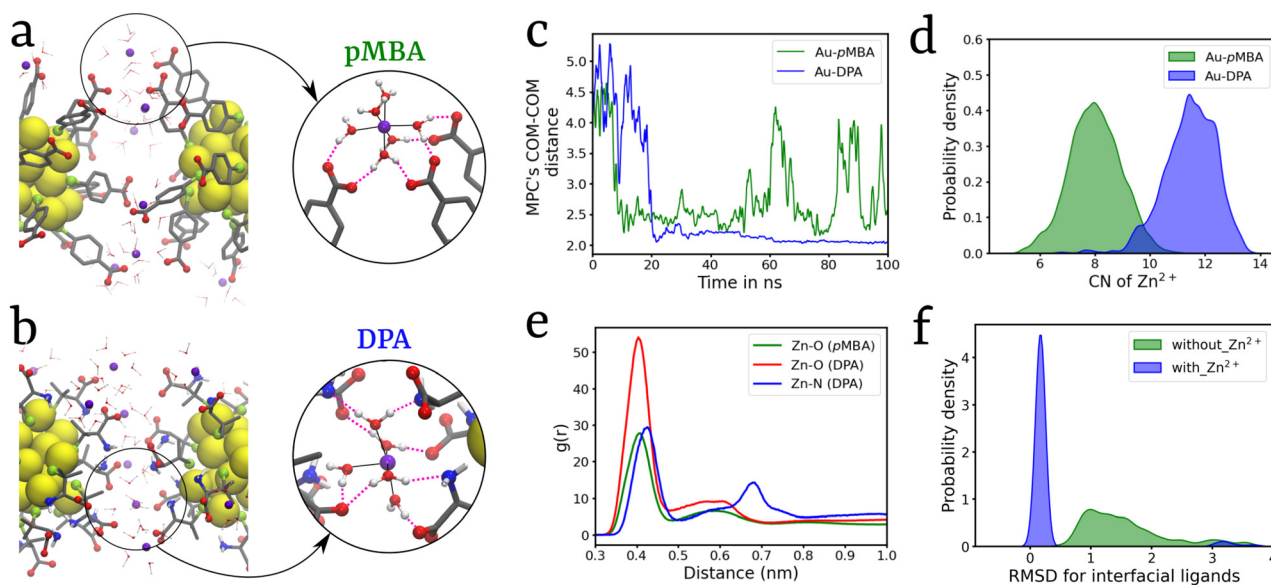 a
pMBA
b
DPA
c
Au-pMBA
Au-DPA
MPC's COM-COM
distance
5.0
4.5
4.0
3.5
3.0
2.5
2.0
0 20 40 60 80 100
Time in ns
d
Au-pMBA
Au-DPA
Probability density
0.6
0.5
0.4
0.3
0.2
0.1
0.0
6 8 10 12 14
CN of Zn²⁺
e
Zn-O (pMBA)
Zn-O (DPA)
Zn-N (DPA)
g(r)
50
40
30
20
10
0
0.3 0.4 0.5 0.6 0.7 0.8 0.9 1.0
Distance (nm)
f
without_Zn²⁺
with_Zn²⁺
Probability density
4
3
2
1
0
0 1 2 3 4
RMSD for interfacial ligands